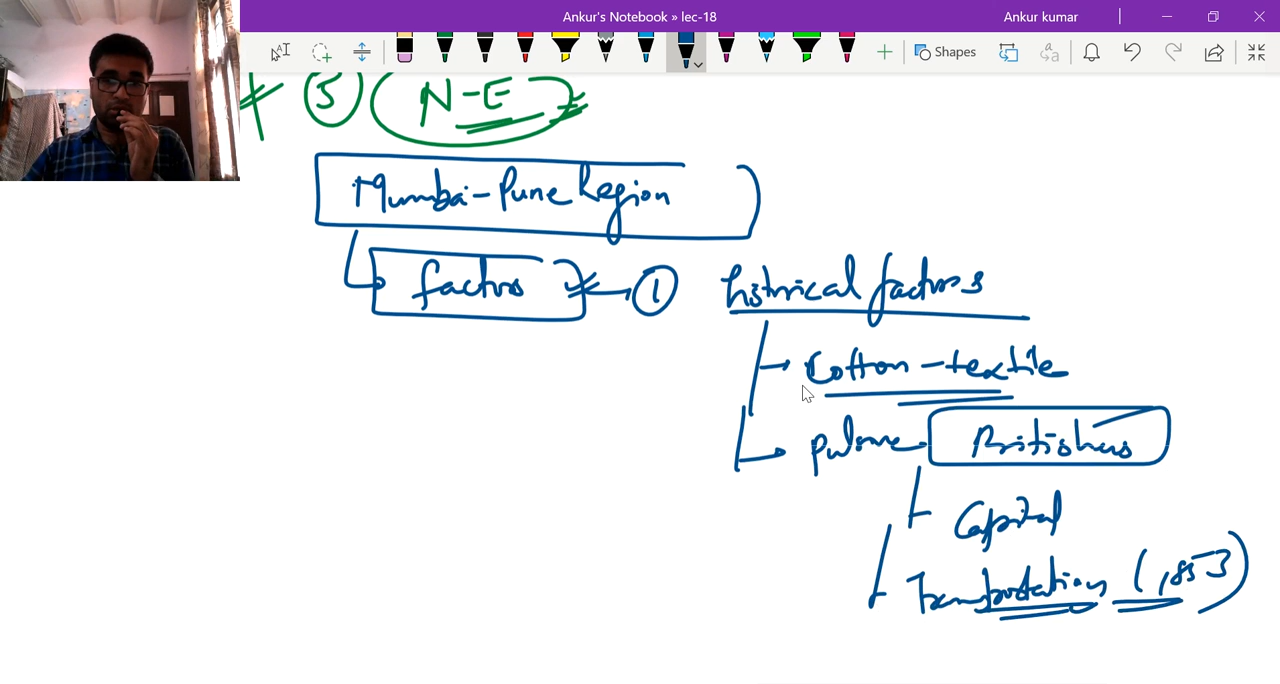 Ankur's Notebook » lec-18
Ankur kumar
Shapes
5 N-E
Mumbai-Pune Region
factors 1 historical factors
Cotton-textile
Britishers
Capital
Transportation (1853)